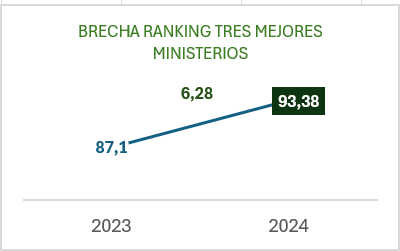 BRECHA RANKING TRES MEJORES
MINISTERIOS
6,28
93,38
87,1
2023 2024